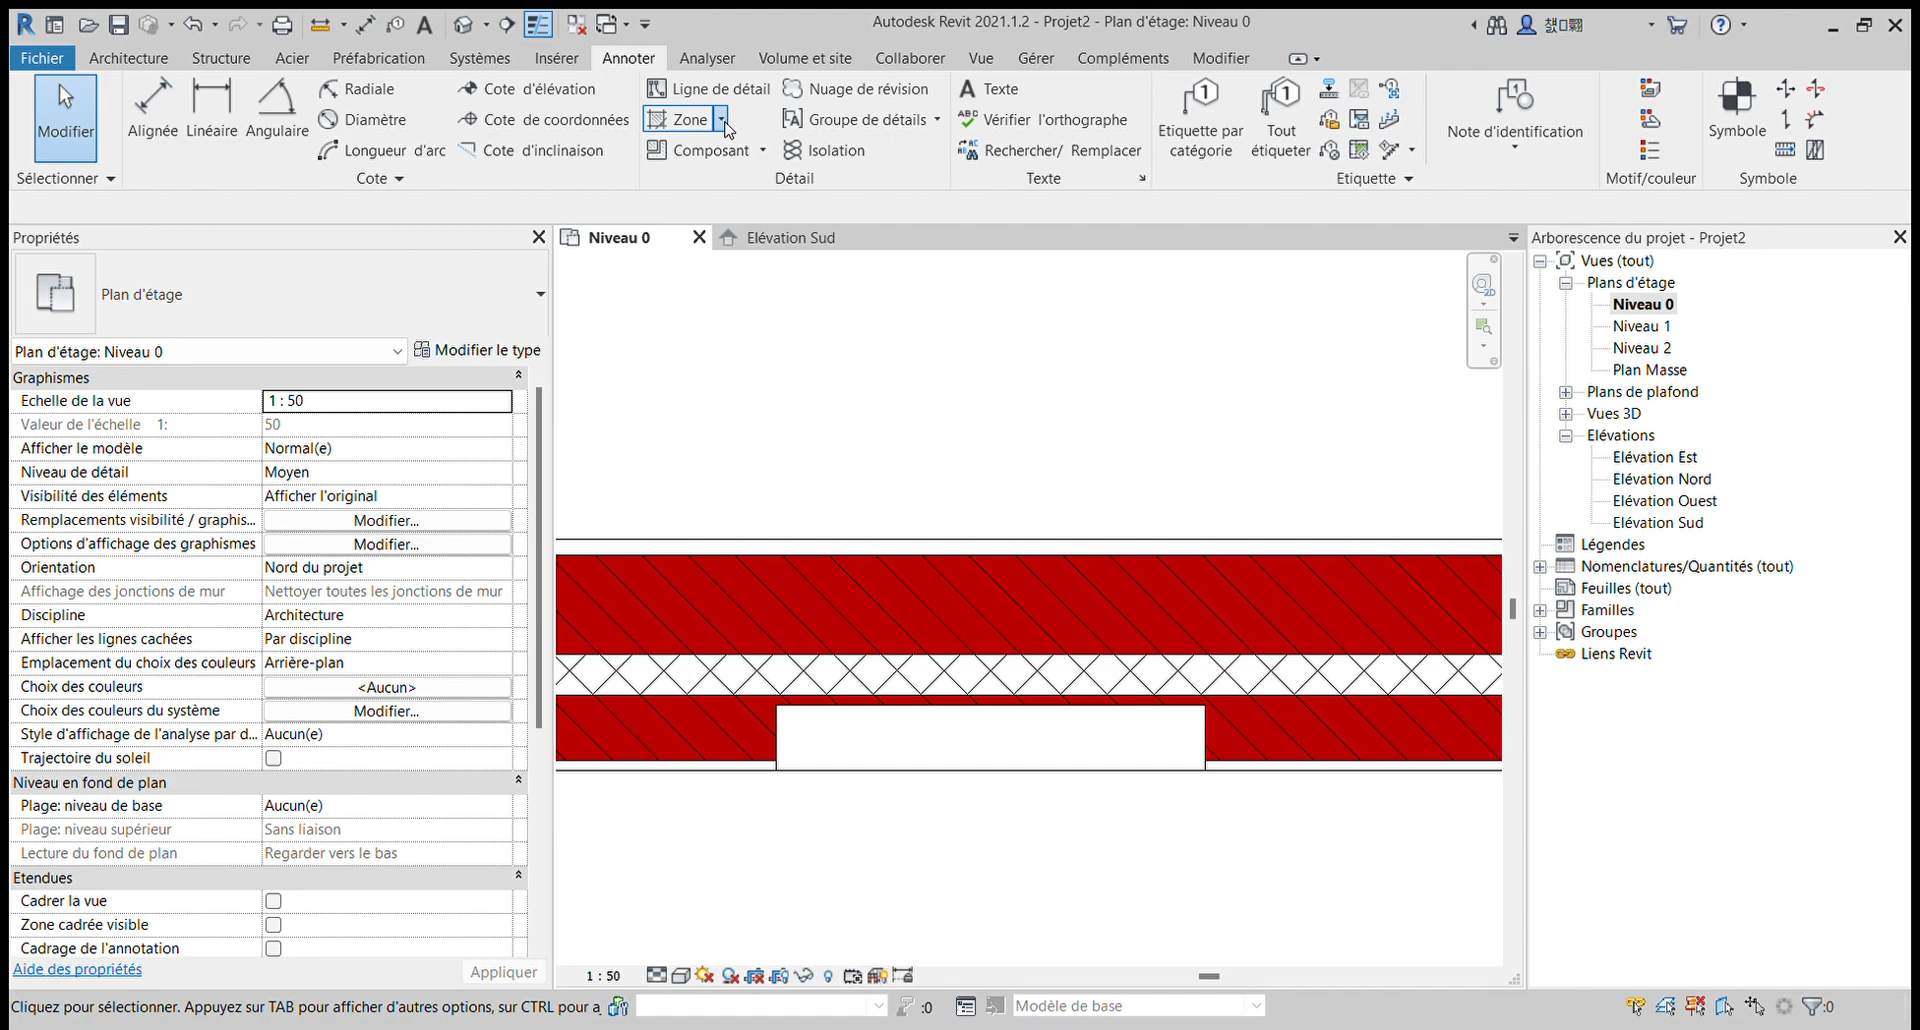 Autodesk Revit 2021.1.2 - Projet2 - Plan d'étage: Niveau 0
Fichier Architecture Structure Acier Préfabrication Systèmes Insérer Annoter Analyser Volume et site Collaborer Vue Gérer Compléments Modifier
Modifier
Sélectionner
Alignée Linéaire Angulaire
Radiale
Diamètre
Longueur d'arc
Cote d'élévation
Cote de coordonnées
Cote d'inclinaison
Cote
Ligne de détail
Zone
Composant
Nuage de révision
Groupe de détails
Isolation
Détail
Texte
Vérifier l'orthographe
Rechercher/ Remplacer
Texte
Etiquette par catégorie
Tout étiqueter
Etiquette
Note d'identification
Motif/couleur
Symbole
Symbole
Propriétés
Plan d'étage
Plan d'étage: Niveau 0
Modifier le type
Graphismes
Echelle de la vue 1 : 50
Valeur de l'échelle 1: 50
Afficher le modèle Normal(e)
Niveau de détail Moyen
Visibilité des éléments Afficher l'original
Remplacements visibilité / graphis... Modifier...
Options d'affichage des graphismes Modifier...
Orientation Nord du projet
Affichage des jonctions de mur Nettoyer toutes les jonctions de mur
Discipline Architecture
Afficher les lignes cachées Par discipline
Emplacement du choix des couleurs Arrière-plan
Choix des couleurs <Aucun>
Choix des couleurs du système Modifier...
Style d'affichage de l'analyse par d... Aucun(e)
Trajectoire du soleil
Niveau en fond de plan
Plage: niveau de base Aucun(e)
Plage: niveau supérieur Sans liaison
Lecture du fond de plan Regarder vers le bas
Etendues
Cadrer la vue
Zone cadrée visible
Cadrage de l'annotation
Aide des propriétés
Appliquer
Niveau 0
Elévation Sud
2D
1 : 50
Arborescence du projet - Projet2
Vues (tout)
Plans d'étage
Niveau 0
Niveau 1
Niveau 2
Plan Masse
Plans de plafond
Vues 3D
Elévations
Elévation Est
Elévation Nord
Elévation Ouest
Elévation Sud
Légendes
Nomenclatures/Quantités (tout)
Feuilles (tout)
Familles
Groupes
Liens Revit
Cliquez pour sélectionner. Appuyez sur TAB pour afficher d'autres options, sur CTRL pour a
:0
Modèle de base
:0